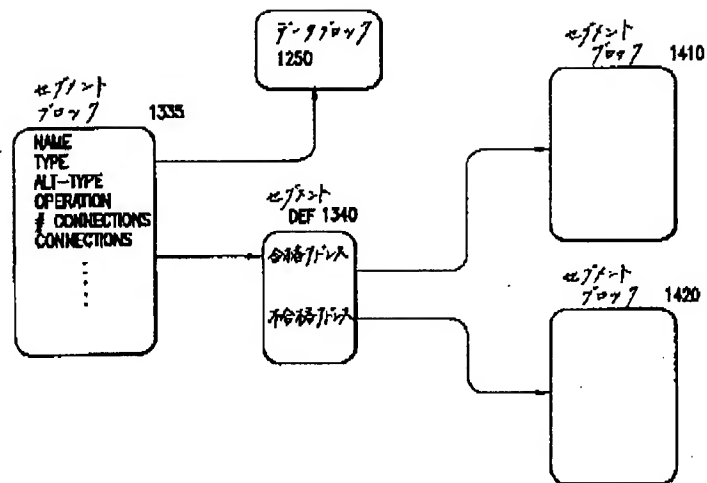 データブロック
1250
セグメント
ブロック 1335
NAME
TYPE
ALT-TYPE
OPERATION
# CONNECTIONS
CONNECTIONS
セグメント
DEF 1340
合格アドレス
不合格アドレス
セグメント
ブロック 1410
セグメント
ブロック 1420